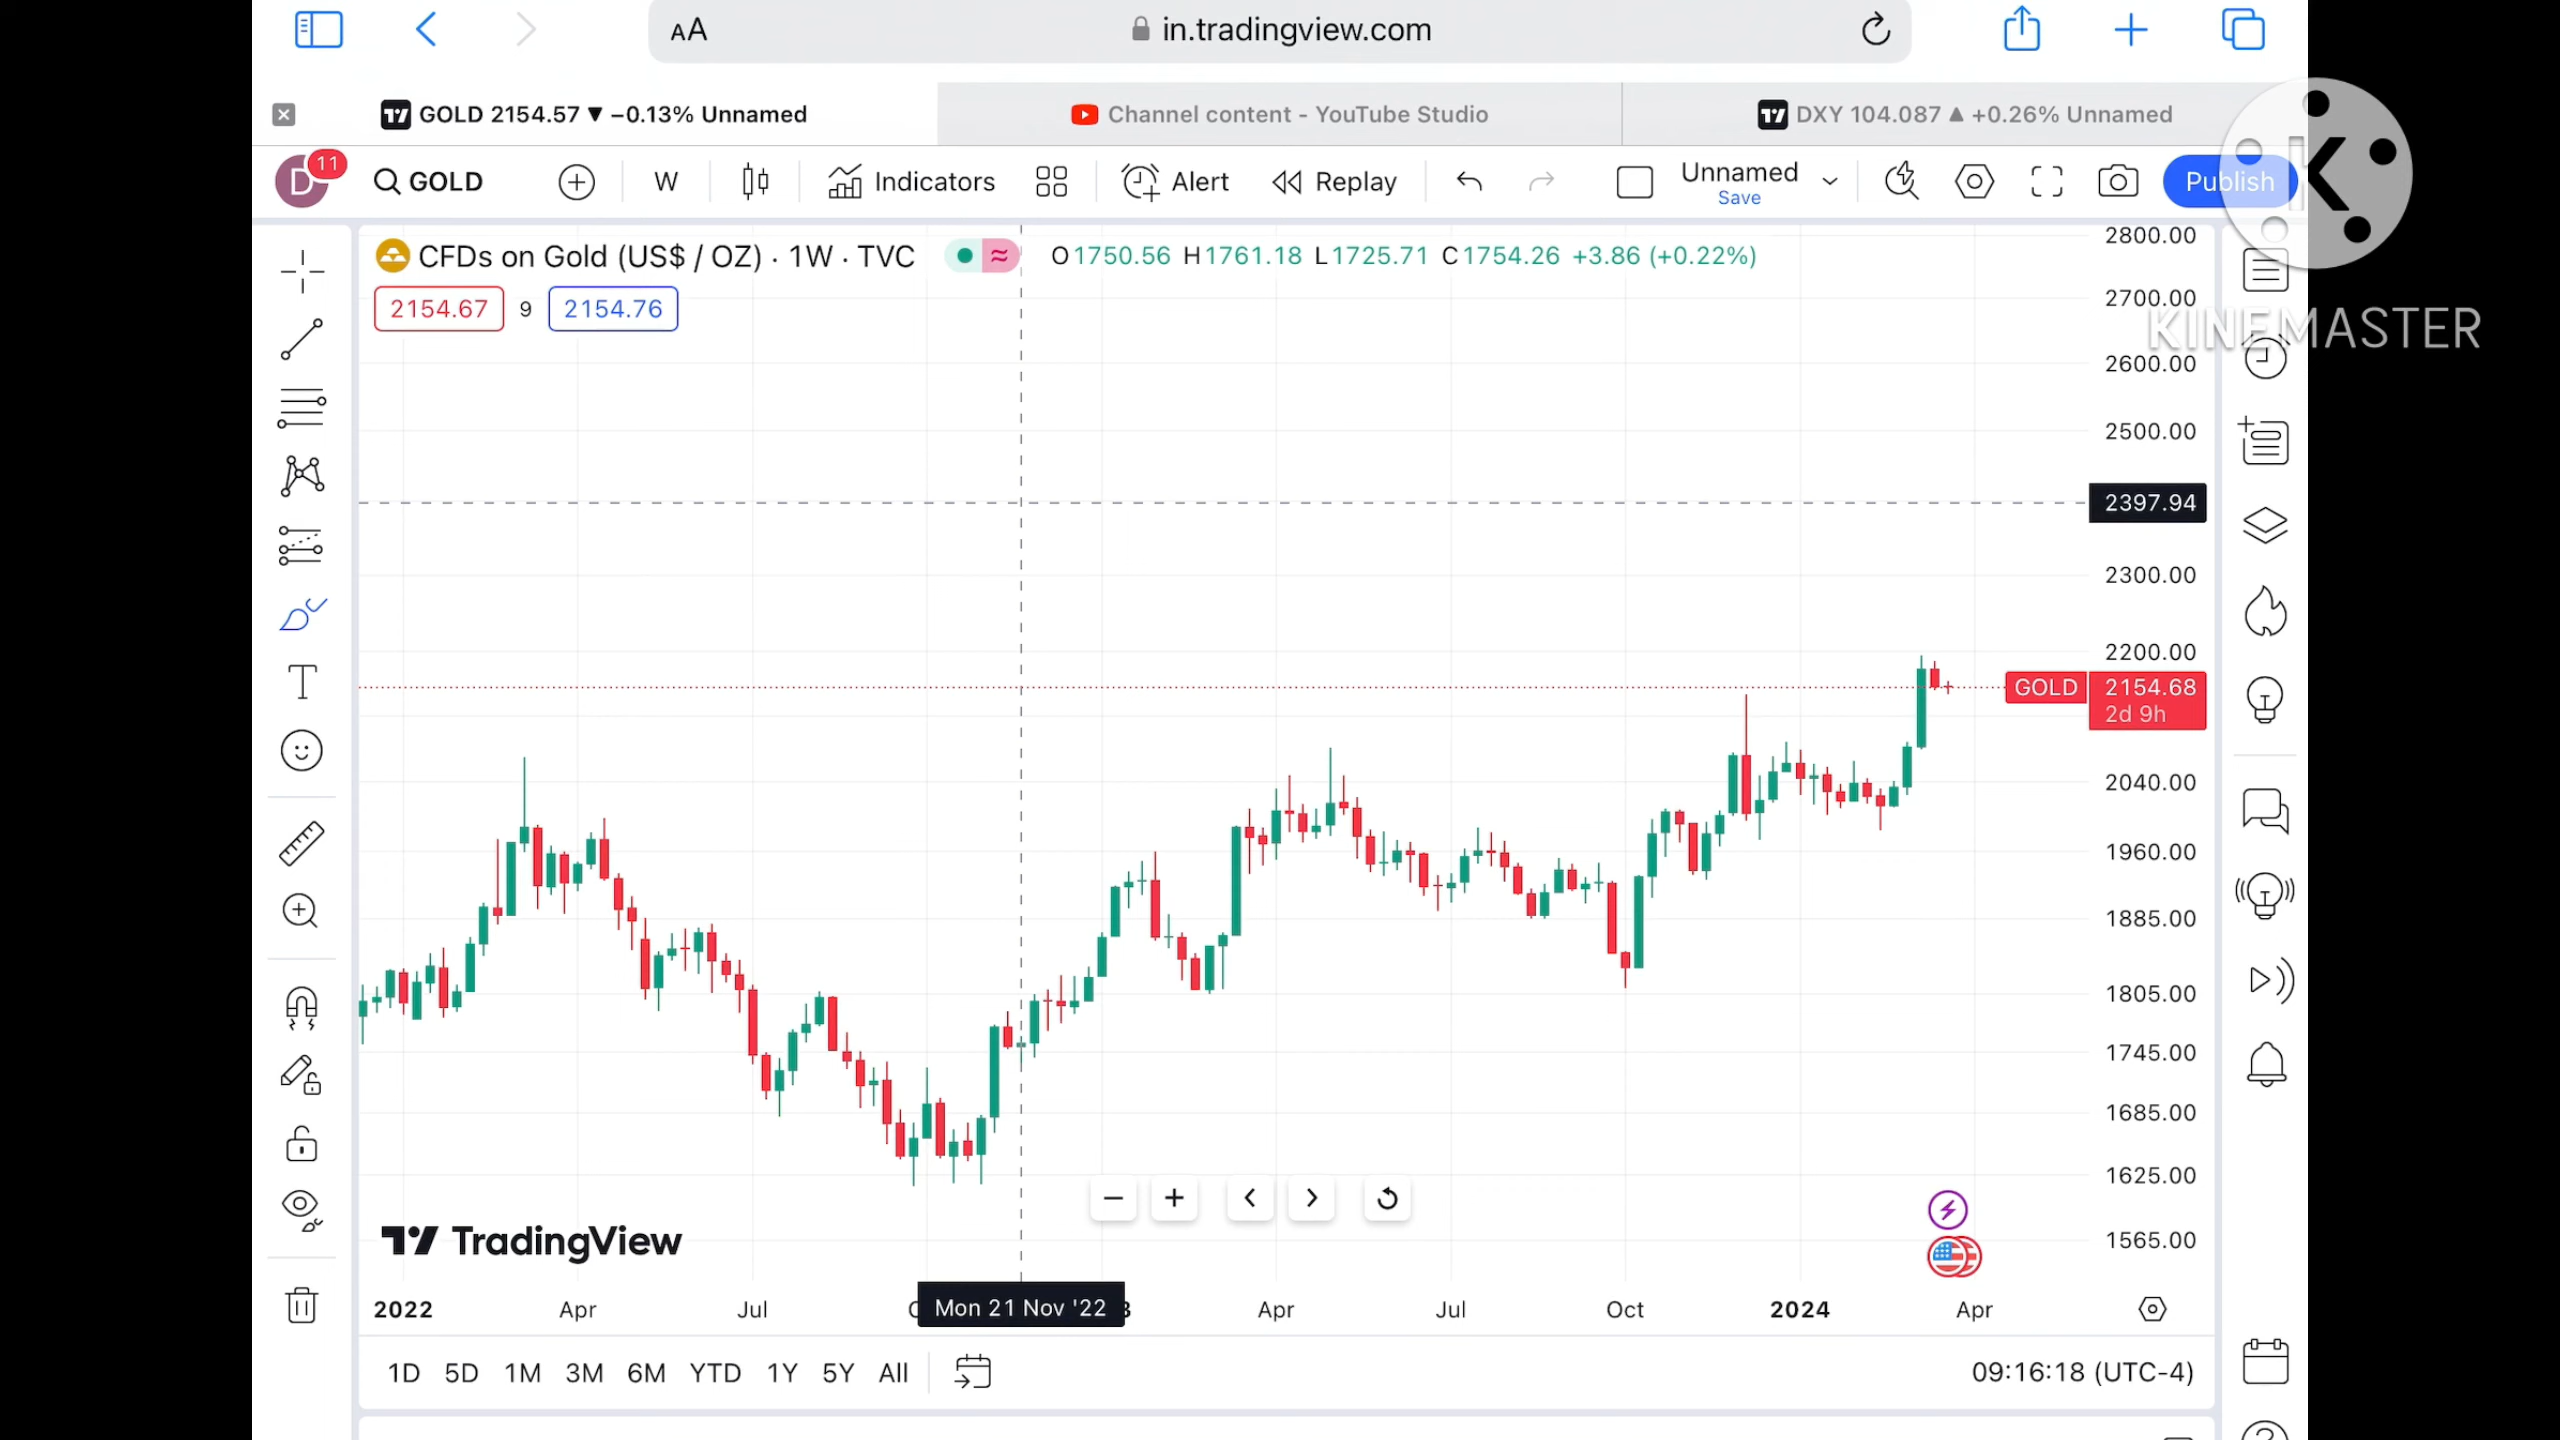 AA in.tradingview.com
GOLD 2154.57 ▼ −0.13% Unnamed
Channel content - YouTube Studio
DXY 104.087 ▲ +0.26% Unnamed
D 11 GOLD W Indicators Alert Replay Unnamed Publish
Save
K
KINEMASTER
CFDs on Gold (US$ / OZ) · 1W · TVC O1750.56 H1761.18 L1725.71 C1754.26 +3.86 (+0.22%)
2154.67 9 2154.76
2800.00
2700.00
2600.00
2500.00
2397.94
2300.00
2200.00
GOLD 2154.68
2d 9h
2040.00
1960.00
1885.00
1805.00
1745.00
1685.00
1625.00
1565.00
TradingView
2022 Apr Jul Mon 21 Nov '22 Apr Jul Oct 2024 Apr
1D 5D 1M 3M 6M YTD 1Y 5Y All
09:16:18 (UTC-4)